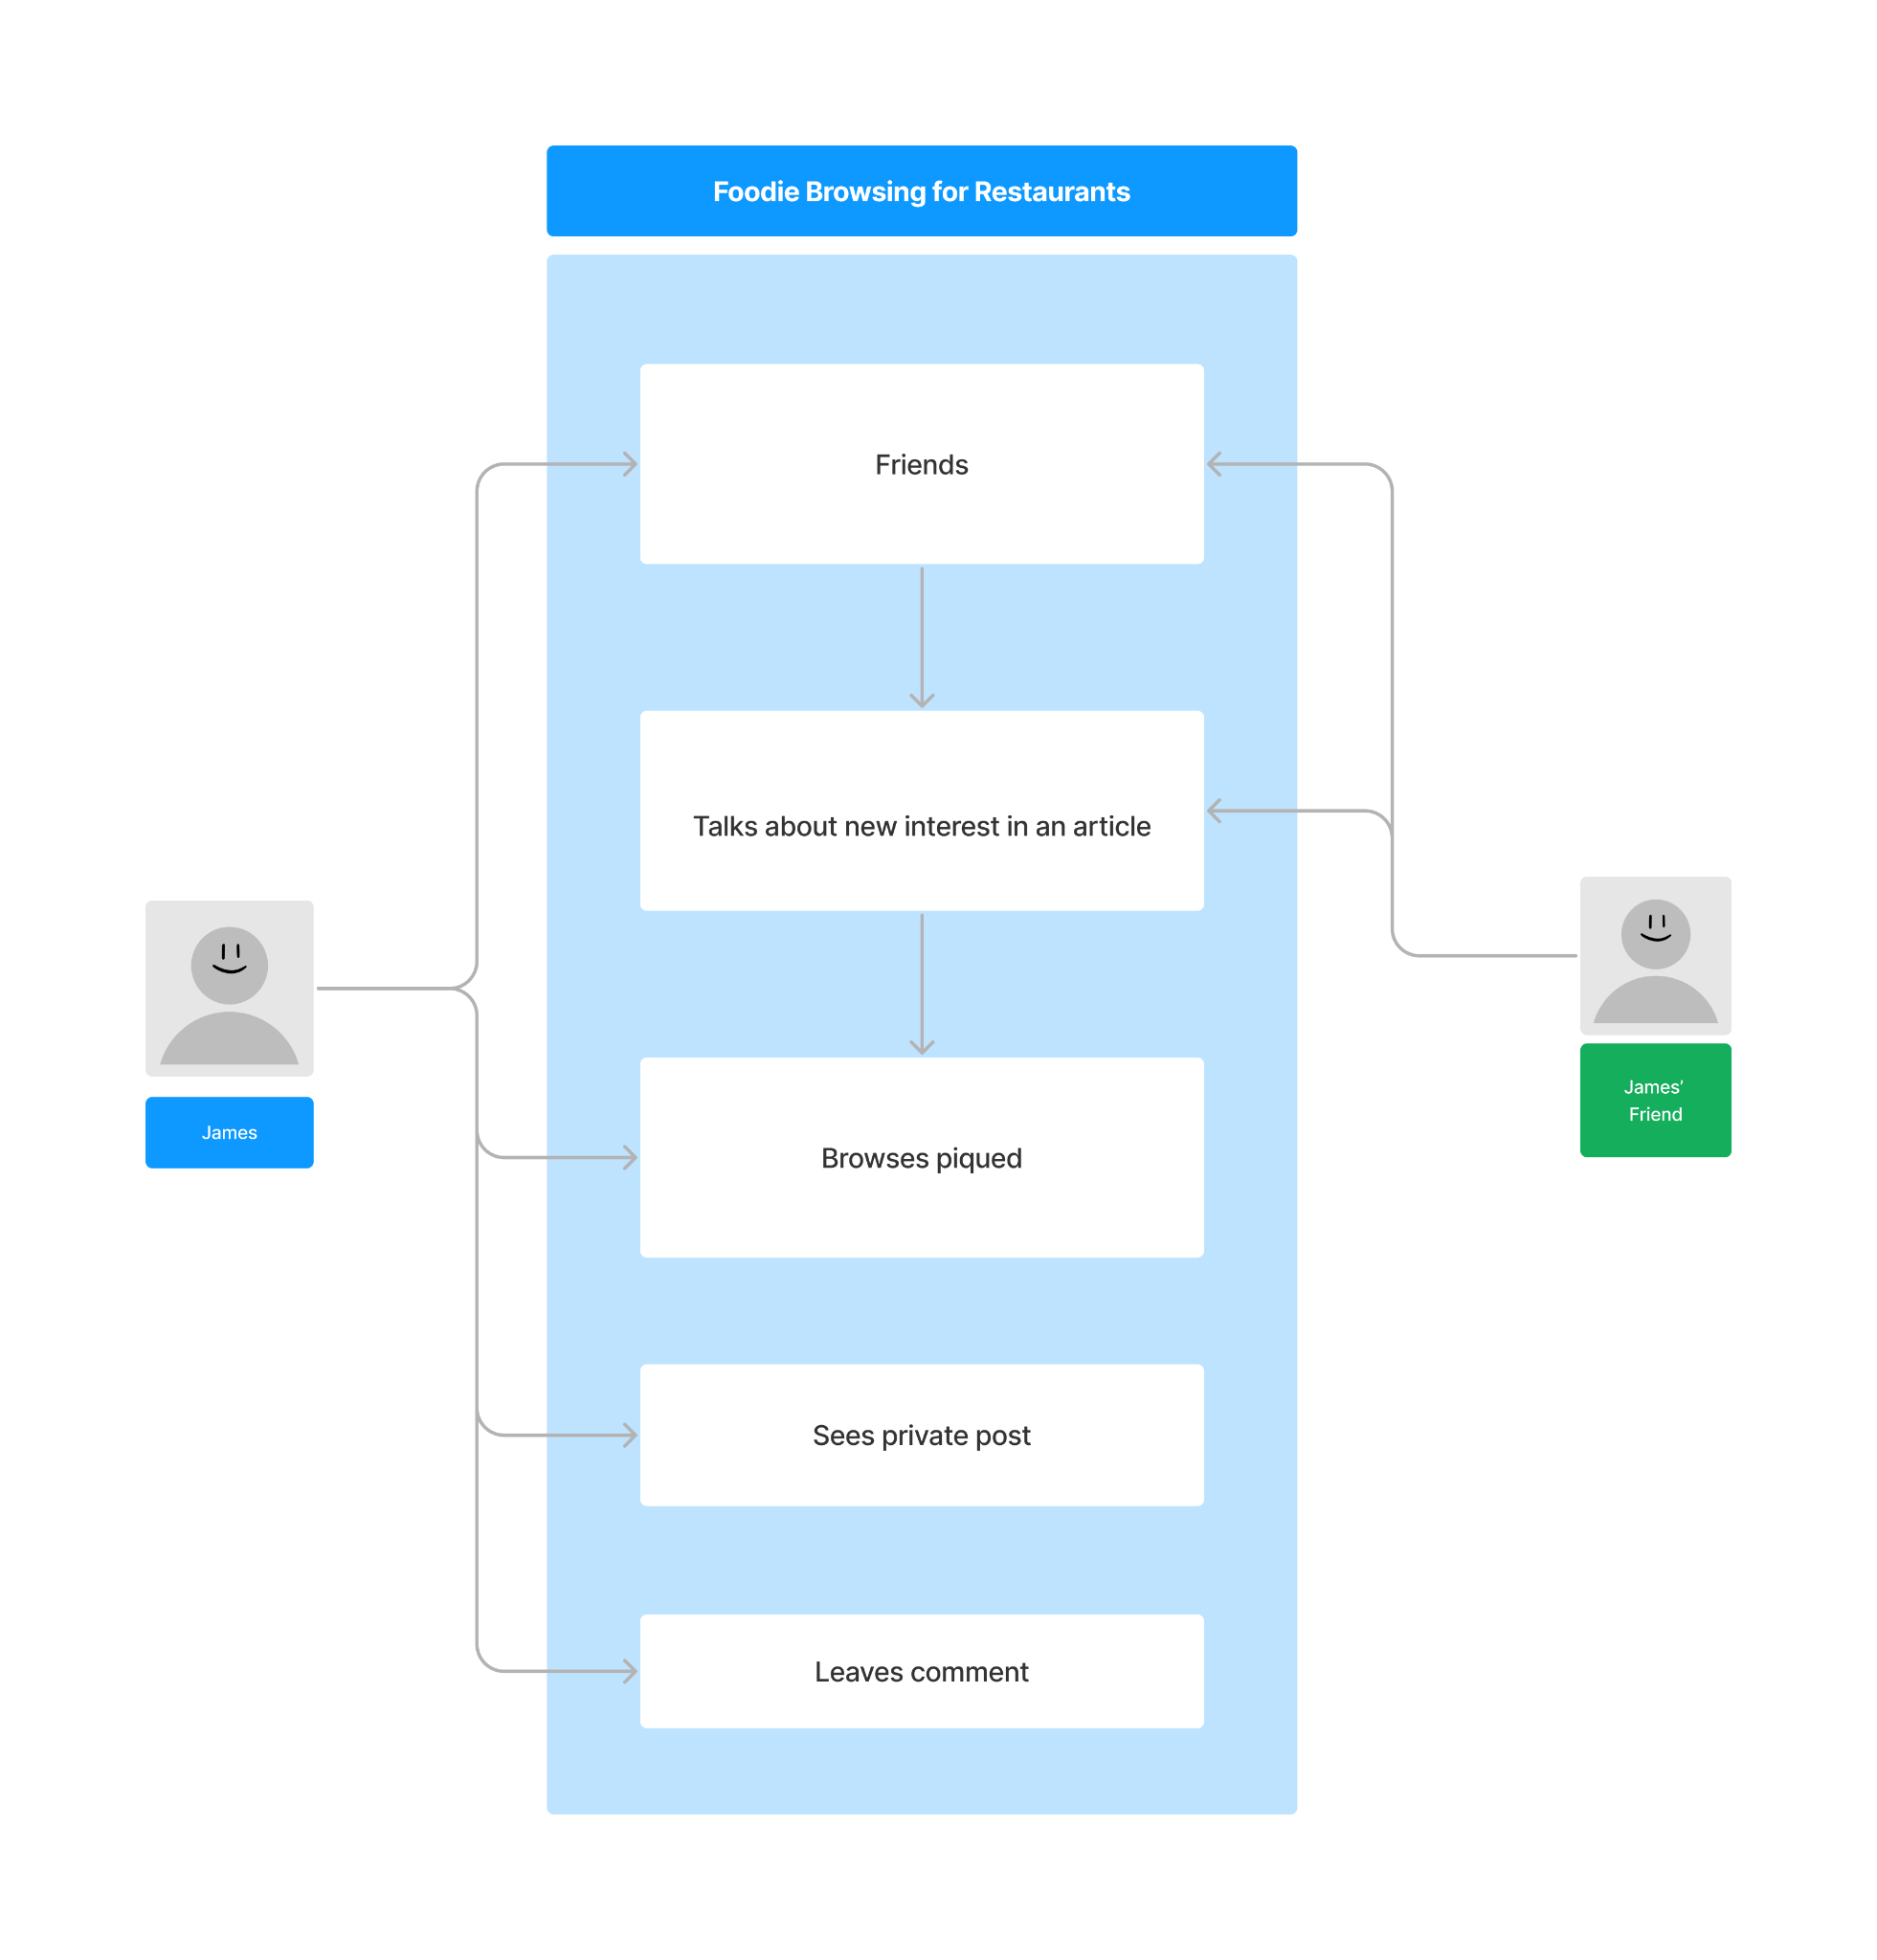 Foodie Browsing for Restaurants
Friends
Talks about new interest in an article
Browses piqued
Sees private post
Leaves comment
James
James’
Friend